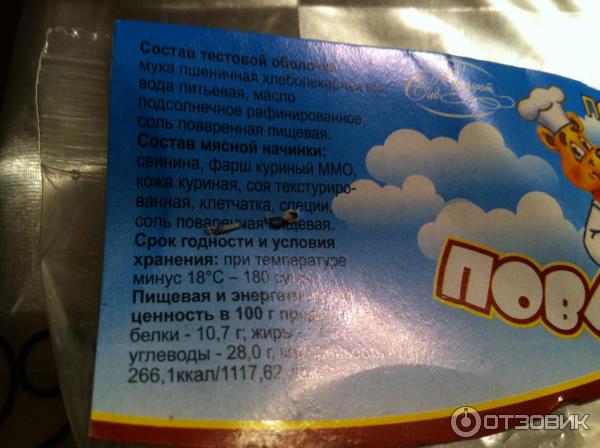 Состав тестовой оболочки:
мука пшеничная хлебопекарная
вода питьевая, масло
подсолнечное рафинированное,
соль поваренная пищевая.
Состав мясной начинки:
свинина, фарш куриный ММО,
кожа куриная, соя текстуриро-
ванная, клетчатка, специи,
соль поваренная пищевая.
Срок годности и условия
хранения: при температуре
минус 18°С – 180 суток
Пищевая и энергетическая
ценность в 100 г
белки - 10,7 г; жиры -
углеводы - 28,0 г,
266,1ккал/1117,62
ПОВ
ОТЗОВИК